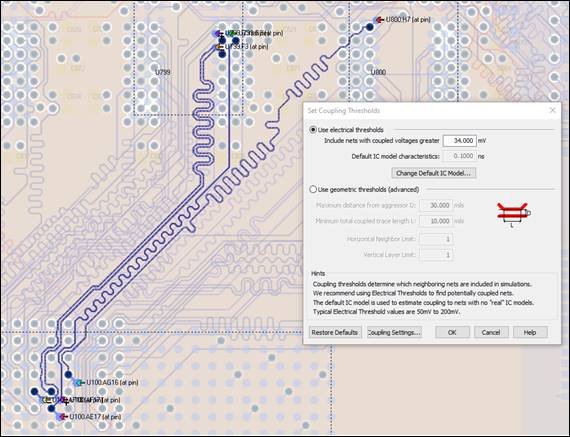 U800.H7 (at pin)
U799.F3 (at pin)
U799
U800
Set Coupling Thresholds
Use electrical thresholds
Include nets with coupled voltages greater 34.000 mV
Default IC model characteristics: 0.1000 ns
Change Default IC Model...
Use geometric thresholds (advanced)
Maximum distance from aggressor D: 30.000 mils
Minimum total coupled trace length L: 10.000 mils
D
L
Horizontal Neighbor Limit: 1
Vertical Layer Limit: 1
Hints
Coupling thresholds determine which neighboring nets are included in simulations.
We recommend using Electrical Thresholds to find potentially coupled nets.
The default IC model is used to estimate coupling to nets with no "real" IC models.
Typical Electrical Threshold values are 50mV to 200mV.
Restore Defaults Coupling Settings... OK Cancel Help
U100.AG16 (at pin)
U100.AE17 (at pin)